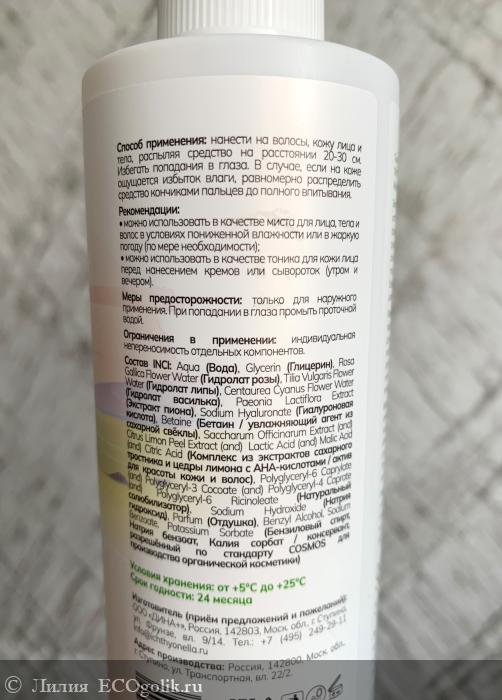 Способ применения: нанести на волосы, кожу лица и
тела, распыляя средство на расстоянии 20-30 см.
Избегать попадания в глаза. В случае, если на коже
ощущается избыток влаги, равномерно распределить
средство кончиками пальцев до полного впитывания.
Рекомендации:
• можно использовать в качестве миста для лица, тела и
волос в условиях пониженной влажности или в жаркую
погоду (по мере необходимости);
• можно использовать в качестве тоника для кожи лица
перед нанесением кремов или сывороток (утром и
вечером).
Меры предосторожности: только для наружного
применения. При попадании в глаза промыть проточной
водой.
Ограничения в применении: индивидуальная
непереносимость отдельных компонентов.
Состав INCI: Aqua (Вода), Glycerin (Глицерин), Rosa
Gallica Flower Water (Гидролат розы), Tilia Vulgaris Flower
Water (Гидролат липы), Centaurea Cyanus Flower Water
(Гидролат василька), Paeonia Lactiflora Extract
(Экстракт пиона), Sodium Hyaluronate (Гиалуроновая
кислота), Betaine (Бетаин / увлажняющий агент из
сахарной свёклы), Saccharum Officinarum Extract (and)
Citrus Limon Peel Extract (and) Lactic Acid (and) Malic Acid
(and) Citric Acid (Комплекс из экстрактов сахарного
тростника и цедры лимона с АНА-кислотами / актив
для красоты кожи и волос), Polyglyceryl-6 Caprylate
(and) Polyglyceryl-3 Cocoate (and) Polyglyceryl-4 Caprate
(and) Polyglyceryl-6 Ricinoleate (Натуральный
солюбилизатор), Sodium Hydroxide (Натрия
гидроксид), Parfum (Отдушка), Benzyl Alcohol, Sodium
Benzoate, Potassium Sorbate (Бензиловый спирт,
Натрия бензоат, Калия сорбат / консервант,
разрешённый по стандарту COSMOS для
производства органической косметики)
Условия хранения: от +5°C до +25°C
Срок годности: 24 месяца
Изготовитель (приём предложений и пожеланий):
ООО «ДИНА+», Россия, 142803, Моск. обл., г. Ступино,
ул. Фрунзе, вл. 9/14. Тел.: +7 (495) 249-29-11
info@ichthyonella.ru
Адрес производства: Россия, 142800, Моск. обл.,
г. Ступино, ул. Транспортная, вл. 22/2.
© Лилия ECOgolik.ru